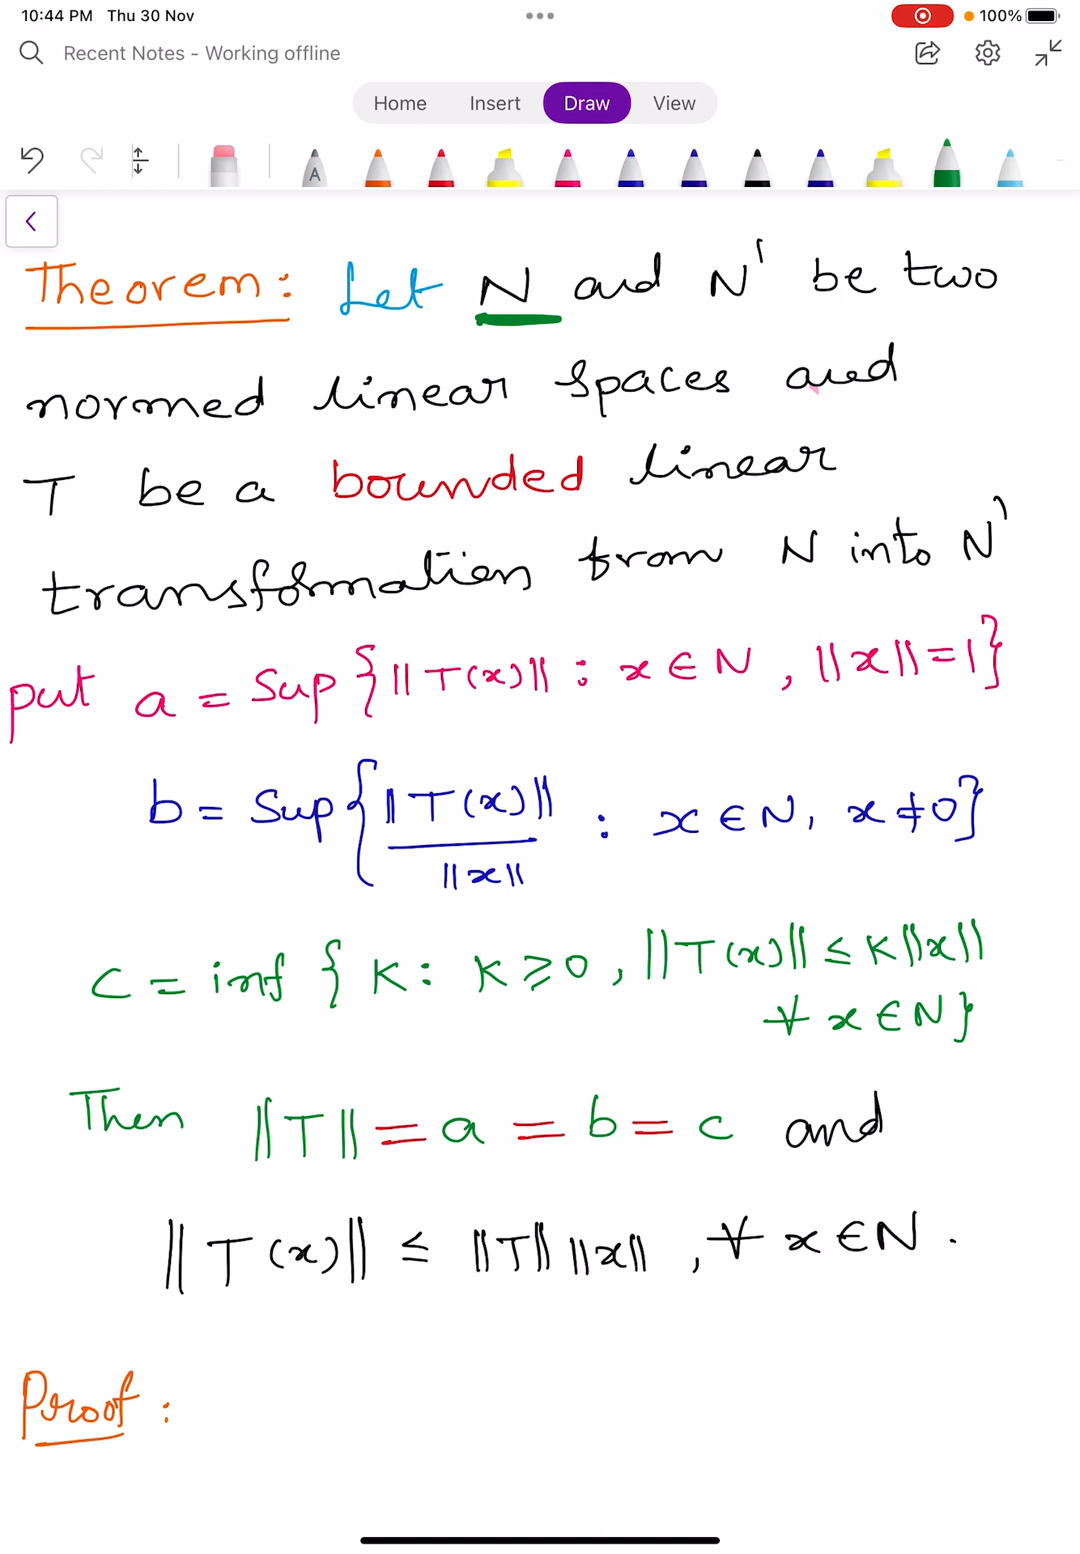 10:44 PM Thu 30 Nov
100%
Recent Notes - Working offline
Home Insert Draw View
A
Theorem: Let N and N' be two
normed linear spaces and
T be a bounded linear
transformation from N into N'
put a = Sup {||T(x)|| : x ∈ N, ||x|| = 1}
b = Sup { ||T(x)|| / ||x|| : x ∈ N, x ≠ 0}
c = inf { K : K ≥ 0, ||T(x)|| ≤ K||x||
∀ x ∈ N}
Then ||T|| = a = b = c and
||T(x)|| ≤ ||T|| ||x||, ∀ x ∈ N.
Proof :